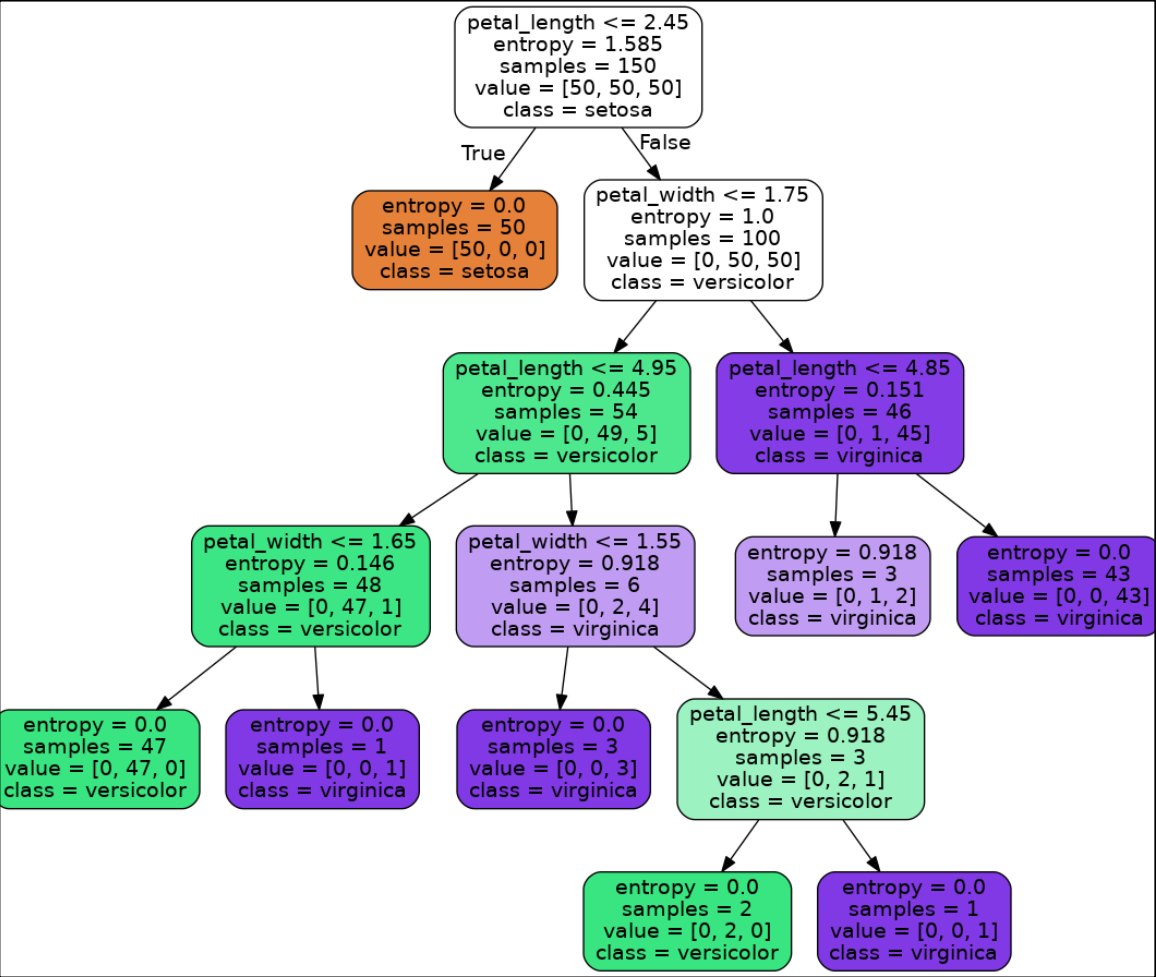 petal_length <= 2.45
entropy = 1.585
samples = 150
value = [50, 50, 50]
class = setosa
True
False
entropy = 0.0
samples = 50
value = [50, 0, 0]
class = setosa
petal_width <= 1.75
entropy = 1.0
samples = 100
value = [0, 50, 50]
class = versicolor
petal_length <= 4.95
entropy = 0.445
samples = 54
value = [0, 49, 5]
class = versicolor
petal_length <= 4.85
entropy = 0.151
samples = 46
value = [0, 1, 45]
class = virginica
petal_width <= 1.65
entropy = 0.146
samples = 48
value = [0, 47, 1]
class = versicolor
petal_width <= 1.55
entropy = 0.918
samples = 6
value = [0, 2, 4]
class = virginica
entropy = 0.918
samples = 3
value = [0, 1, 2]
class = virginica
entropy = 0.0
samples = 43
value = [0, 0, 43]
class = virginica
entropy = 0.0
samples = 47
value = [0, 47, 0]
class = versicolor
entropy = 0.0
samples = 1
value = [0, 0, 1]
class = virginica
entropy = 0.0
samples = 3
value = [0, 0, 3]
class = virginica
petal_length <= 5.45
entropy = 0.918
samples = 3
value = [0, 2, 1]
class = versicolor
entropy = 0.0
samples = 2
value = [0, 2, 0]
class = versicolor
entropy = 0.0
samples = 1
value = [0, 0, 1]
class = virginica